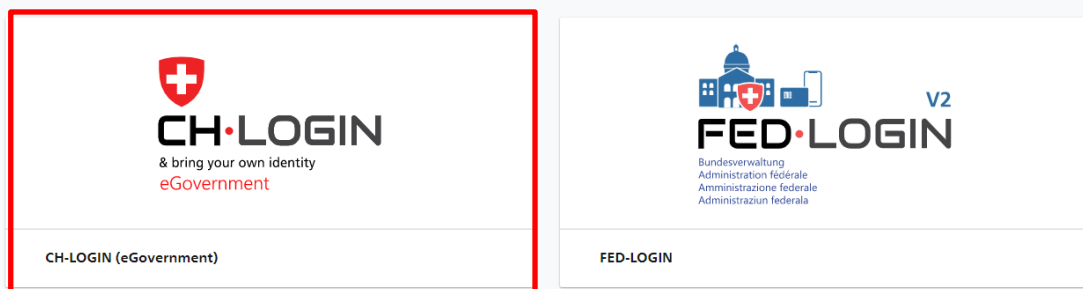 CH·LOGIN
& bring your own identity
eGovernment
CH-LOGIN (eGovernment)
V2
FED·LOGIN
Bundesverwaltung
Administration fédérale
Amministrazione federale
Administraziun federala
FED-LOGIN